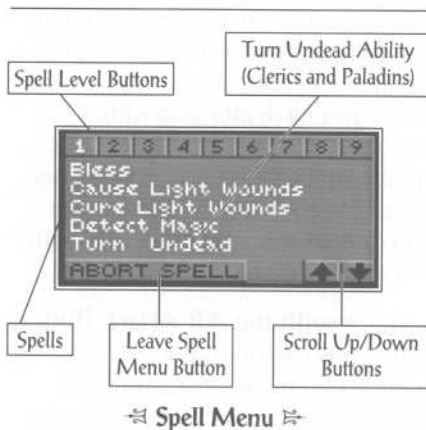 Turn Undead Ability
(Clerics and Paladins)
Spell Level Buttons
1 2 3 4 5 6 7 8 9
Bless
Cause Light Wounds
Cure Light Wounds
Detect Magic
Turn Undead
ABORT SPELL
Spells
Leave Spell
Menu Button
Scroll Up/Down
Buttons
Spell Menu